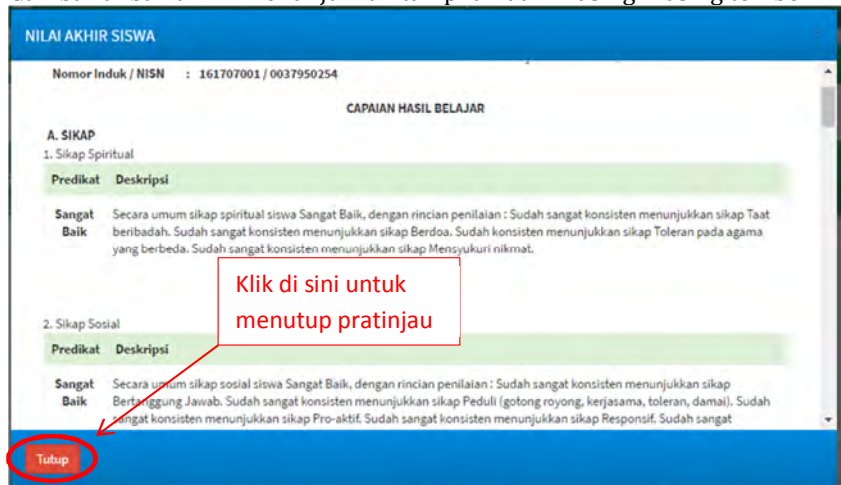 NILAI AKHIR SISWA
Nomor Induk / NISN : 161707001 / 0037950254
CAPAIAN HASIL BELAJAR
A. SIKAP
1. Sikap Spiritual
Predikat Deskripsi
Sangat Baik
Secara umum sikap spiritual siswa Sangat Baik, dengan rincian penilaian : Sudah sangat konsisten menunjukkan sikap Taat
beribadah. Sudah sangat konsisten menunjukkan sikap Berdoa. Sudah konsisten menunjukkan sikap Toleran pada agama
yang berbeda. Sudah sangat konsisten menunjukkan sikap Mensyukuri nikmat.
Klik di sini untuk
menutup pratinjau
2. Sikap Sosial
Predikat Deskripsi
Sangat Baik
Secara umum sikap sosial siswa Sangat Baik, dengan rincian penilaian : Sudah sangat konsisten menunjukkan sikap
Bertanggung Jawab. Sudah sangat konsisten menunjukkan sikap Peduli (gotong royong, kerjasama, toleran, damai). Sudah
sangat konsisten menunjukkan sikap Pro-aktif. Sudah sangat konsisten menunjukkan sikap Responsif. Sudah sangat
Tutup